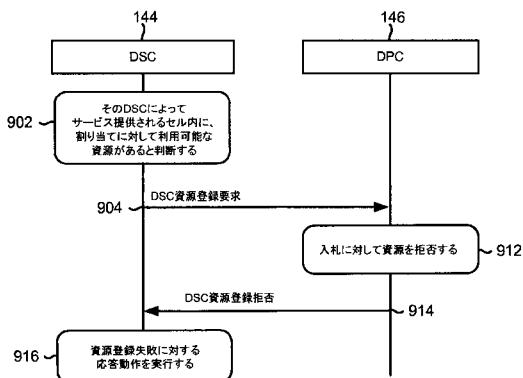 144
146
DSC
DPC
902
そのDSCによって
サービス提供されるセル内に、
割り当てに対して利用可能な
資源があると判断する
904
DSC資源登録要求
入札に対して資源を拒否する
912
DSC資源登録拒否
914
916
資源登録失敗に対する
応答動作を実行する